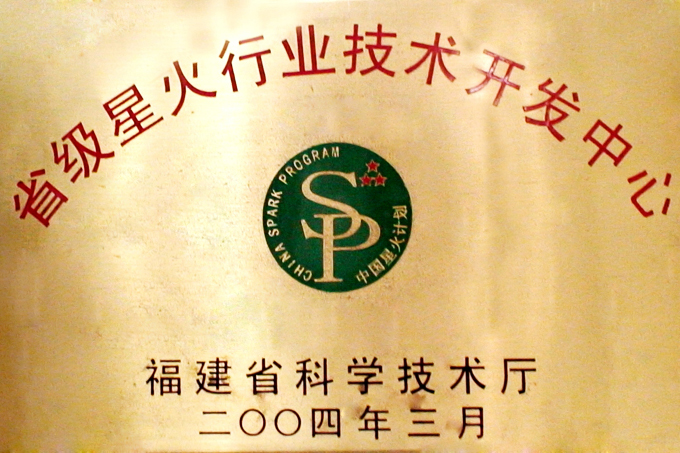 省级星火行业技术开发中心
CHINA SPARK PROGRAM
SP
中国星火计划
福建省科学技术厅
二〇〇四年三月